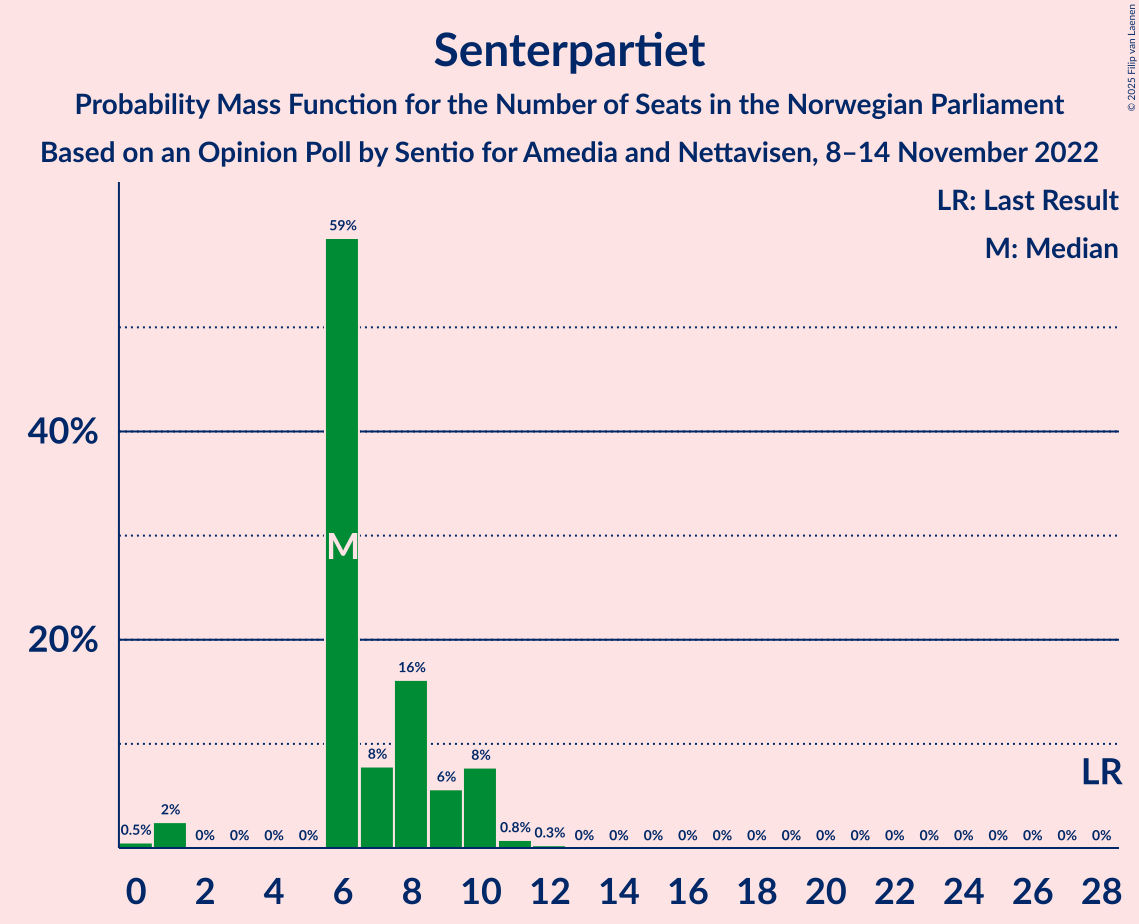 © 2025 Filip van Laenen
Senterpartiet
Probability Mass Function for the Number of Seats in the Norwegian Parliament
Based on an Opinion Poll by Sentio for Amedia and Nettavisen, 8–14 November 2022
LR: Last Result
M: Median
59%
40%
M
20%
16%
8% 6% 8%
LR
0.5% 2% 0% 0% 0% 0% 0.8% 0.3% 0% 0% 0% 0% 0% 0% 0% 0% 0% 0% 0% 0% 0% 0% 0% 0%
0 2 4 6 8 10 12 14 16 18 20 22 24 26 28